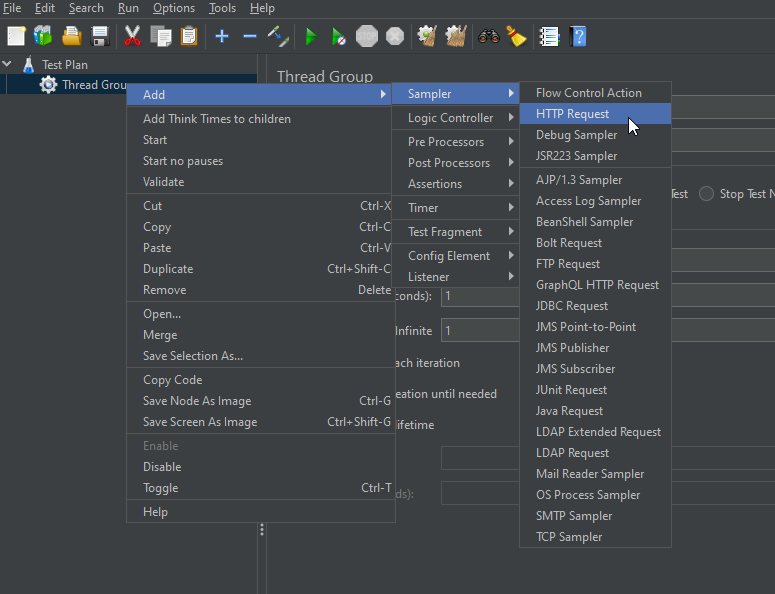 File Edit Search Run Options Tools Help
STOP
?
Test Plan
Thread Grou
Thread Group
Add
Add Think Times to children
Start
Start no pauses
Validate
Cut Ctrl-X
Copy Ctrl-C
Paste Ctrl-V
Duplicate Ctrl+Shift-C
Remove Delete
Open...
Merge
Save Selection As...
Copy Code
Save Node As Image Ctrl-G
Save Screen As Image Ctrl+Shift-G
Enable
Disable
Toggle Ctrl-T
Help
Sampler
Logic Controller
Pre Processors
Post Processors
Assertions
Timer
Test Fragment
Config Element
Listener
Flow Control Action
HTTP Request
Debug Sampler
JSR223 Sampler
AJP/1.3 Sampler
Access Log Sampler
BeanShell Sampler
Bolt Request
FTP Request
GraphQL HTTP Request
JDBC Request
JMS Point-to-Point
JMS Publisher
JMS Subscriber
JUnit Request
Java Request
LDAP Extended Request
LDAP Request
Mail Reader Sampler
OS Process Sampler
SMTP Sampler
TCP Sampler
Test Stop Test N
conds): 1
Infinite 1
ach iteration
eation until needed
lifetime
ds):